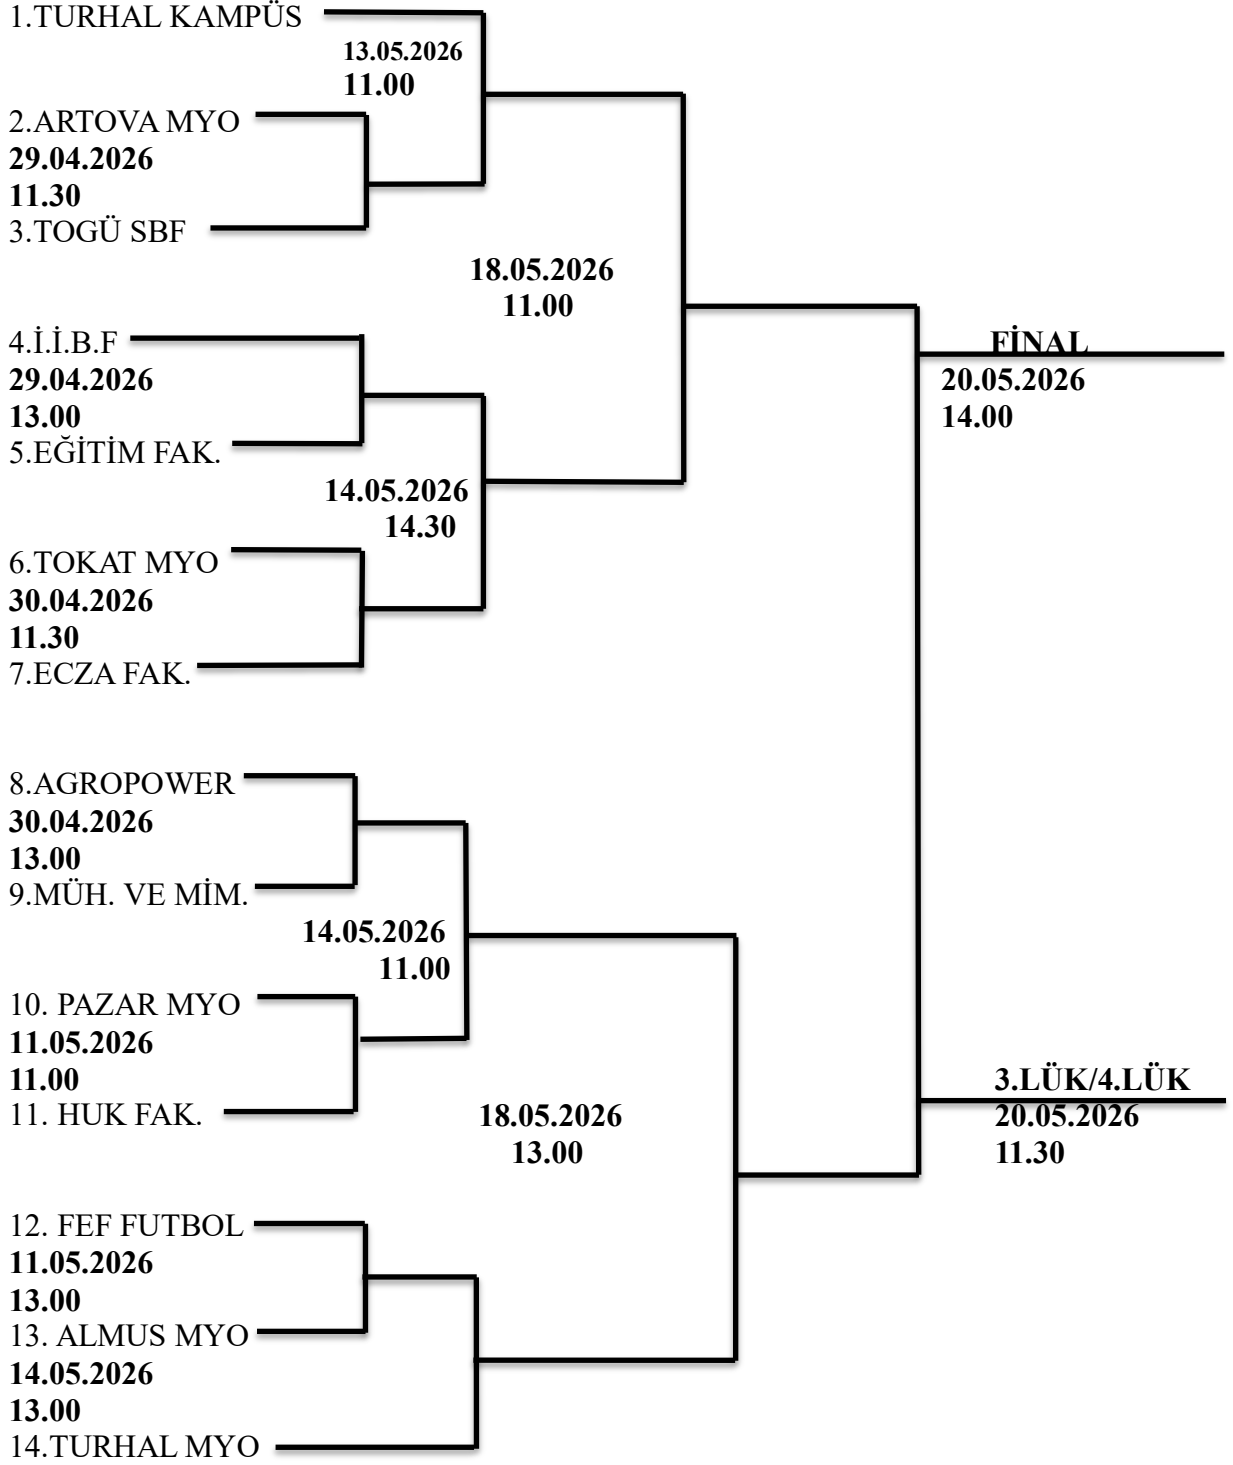 1.TURHAL KAMPÜS
13.05.2026
11.00
2.ARTOVA MYO
29.04.2026
11.30
3.TOGÜ SBF
18.05.2026
11.00
4.İ.İ.B.F
29.04.2026
13.00
5.EĞİTİM FAK.
FİNAL
20.05.2026
14.00
14.05.2026
14.30
6.TOKAT MYO
30.04.2026
11.30
7.ECZA FAK.
8.AGROPOWER
30.04.2026
13.00
9.MÜH. VE MİM.
14.05.2026
11.00
10. PAZAR MYO
11.05.2026
11.00
11. HUK FAK.
18.05.2026
13.00
3.LÜK/4.LÜK
20.05.2026
11.30
12. FEF FUTBOL
11.05.2026
13.00
13. ALMUS MYO
14.05.2026
13.00
14.TURHAL MYO